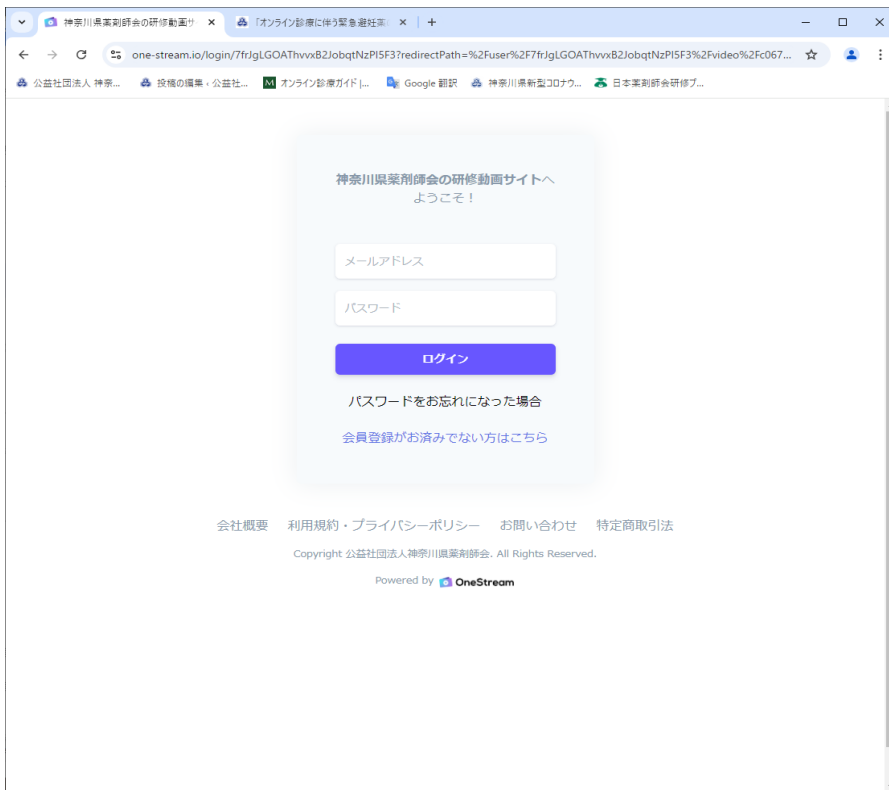 神奈川県薬剤師会の研修動画サ
「オンライン診療に伴う緊急避妊薬
one-stream.io/login/7frJgLGOAThvvxB2JobqtNzPI5F3?redirectPath=%2Fuser%2F7frJgLGOAThvvxB2JobqtNzPI5F3%2Fvideo%2Fc067...
公益社団法人 神奈...
投稿の編集 ‹ 公益社...
M オンライン診療ガイド |...
Google 翻訳
神奈川県新型コロナウ...
日本薬剤師会研修プ...
神奈川県薬剤師会の研修動画サイトへ
ようこそ！
メールアドレス
パスワード
ログイン
パスワードをお忘れになった場合
会員登録がお済みでない方はこちら
会社概要 利用規約・プライバシーポリシー お問い合わせ 特定商取引法
Copyright 公益社団法人神奈川県薬剤師会. All Rights Reserved.
Powered by OneStream